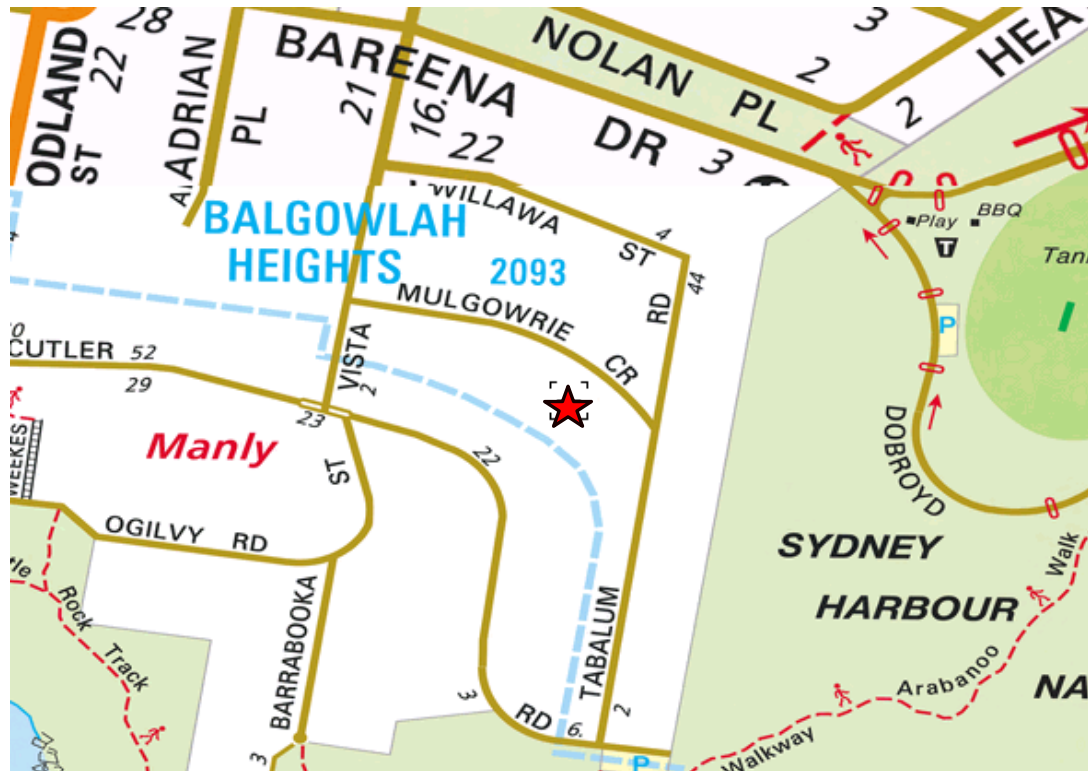 28
3
NOLAN PL
2
HEA
2
ODLAND
ST
22
ADRIAN
PL
BAREENA
DR
21
16.
22
3
WILLAWA
ST
4
BALGOWLAH
HEIGHTS
2093
44
Play
BBQ
T
Tan
MULGOWRIE
CR
RD
P
CUTLER
52
29
VISTA
2
23
Manly
ST
22
WEEKES
DOBROYD
OGILVY RD
SYDNEY
HARBOUR
Walk
Rock
Track
BARRABOOKA
TABALUM
Arabanoo
NA
3
3
RD
6.
2
Walkway
P